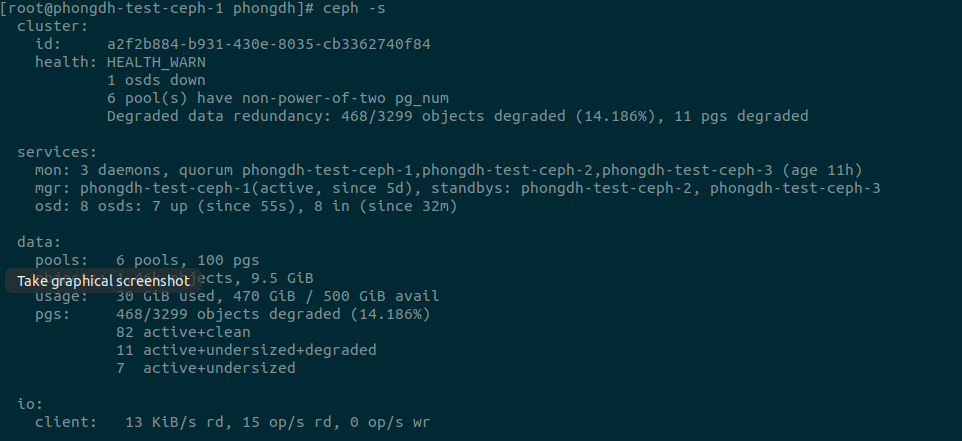 [root@phongdh-test-ceph-1 phongdh]# ceph -s
cluster:
id: a2f2b884-b931-430e-8035-cb3362740f84
health: HEALTH_WARN
1 osds down
6 pool(s) have non-power-of-two pg_num
Degraded data redundancy: 468/3299 objects degraded (14.186%), 11 pgs degraded
services:
mon: 3 daemons, quorum phongdh-test-ceph-1,phongdh-test-ceph-2,phongdh-test-ceph-3 (age 11h)
mgr: phongdh-test-ceph-1(active, since 5d), standbys: phongdh-test-ceph-2, phongdh-test-ceph-3
osd: 8 osds: 7 up (since 55s), 8 in (since 32m)
data:
pools: 6 pools, 100 pgs
objects, 9.5 GiB
Take graphical screenshot
usage: 30 GiB used, 470 GiB / 500 GiB avail
pgs: 468/3299 objects degraded (14.186%)
82 active+clean
11 active+undersized+degraded
7 active+undersized
io:
client: 13 KiB/s rd, 15 op/s rd, 0 op/s wr